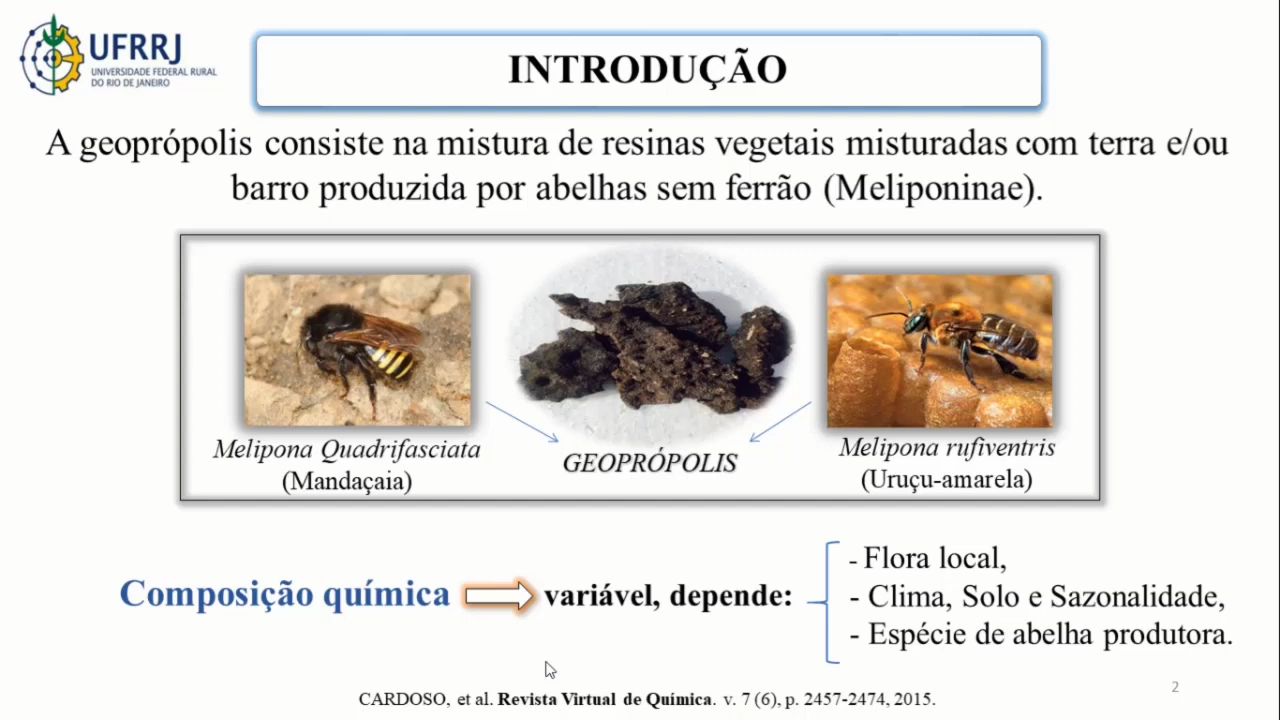 UFRRJ
UNIVERSIDADE FEDERAL RURAL
DO RIO DE JANEIRO
INTRODUÇÃO
A geoprópolis consiste na mistura de resinas vegetais misturadas com terra e/ou
barro produzida por abelhas sem ferrão (Meliponinae).
Melipona Quadrifasciata
(Mandaçaia)
GEOPRÓPOLIS
Melipona rufiventris
(Uruçu-amarela)
Composição química
variável, depende:
- Flora local,
- Clima, Solo e Sazonalidade,
- Espécie de abelha produtora.
CARDOSO, et al. Revista Virtual de Química. v. 7 (6), p. 2457-2474, 2015.
2